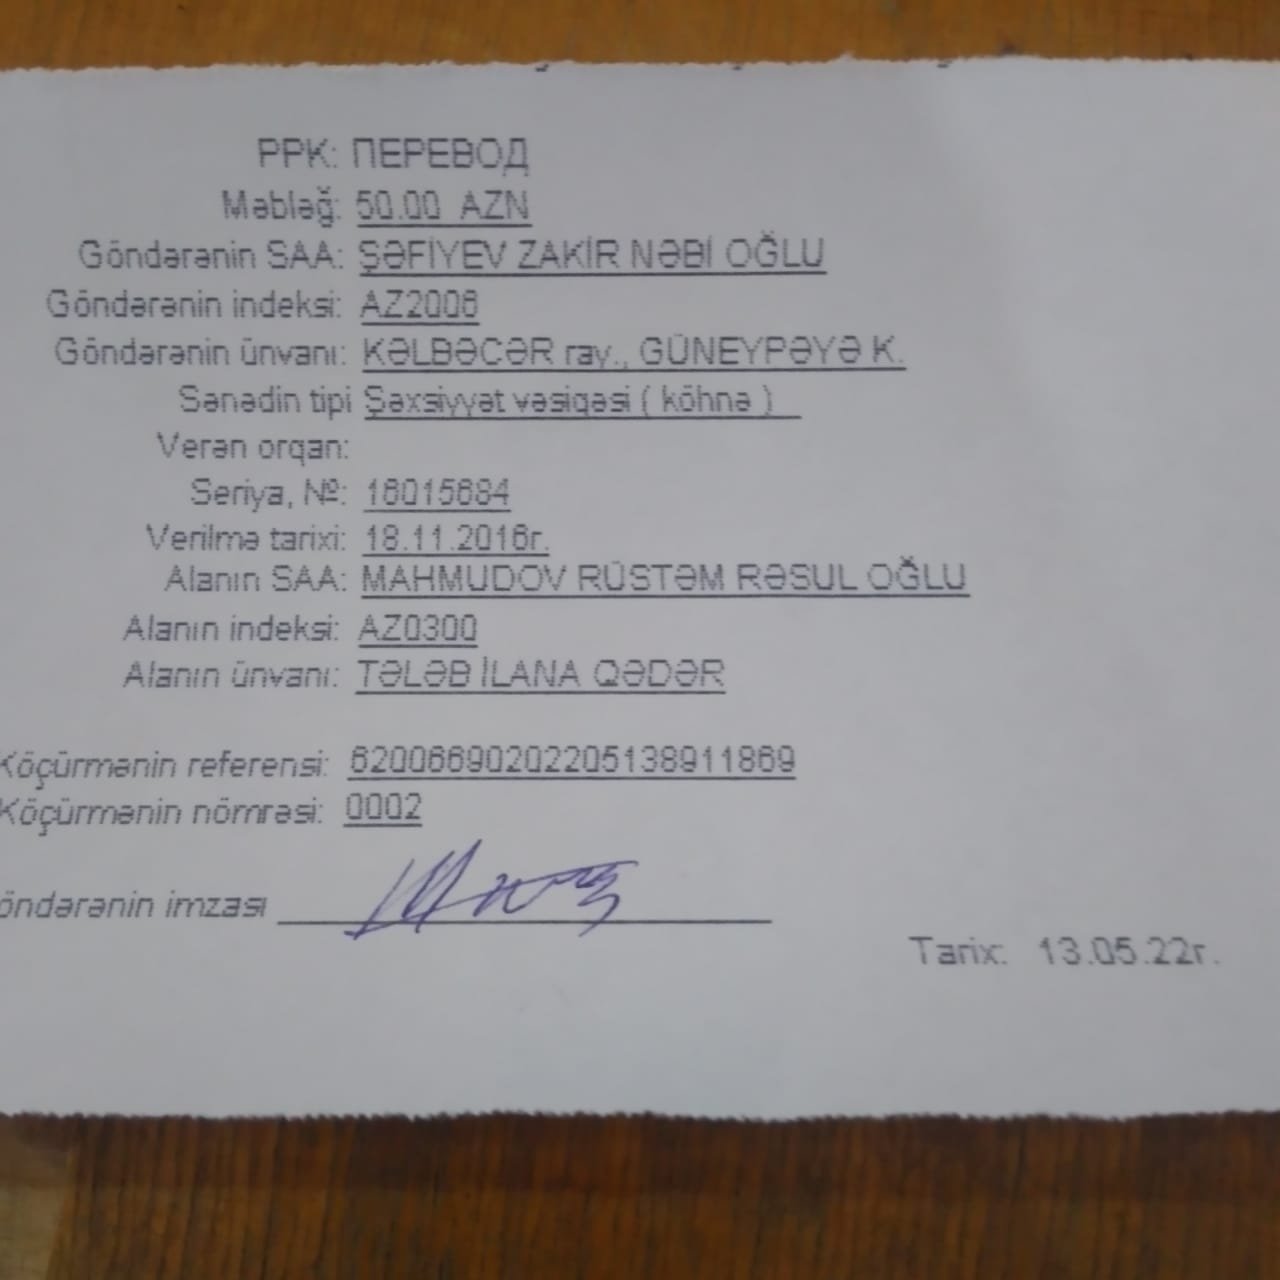 PPK: ПЕРЕВОД
Məbləğ: 50.00 AZN
Göndərənin SAA: ŞƏFİYEV ZAKİR NƏBİ OĞLU
Göndərənin indeksi: AZ2006
Göndərənin ünvanı: KƏLBƏCƏR ray., GÜNEYPƏYƏ K.
Sənədin tipi Şəxsiyyət vəsiqəsi ( köhnə )
Verən orqan:
Seriya, №: 16015684
Verilmə tarixi: 18.11.2016г.
Alanın SAA: MAHMUDOV RÜSTƏM RƏSUL OĞLU
Alanın indeksi: AZ0300
Alanın ünvanı: TƏLƏB İLANA QƏDƏR
Köçürmənin referensi: 62006690202205138911869
Köçürmənin nömrəsi: 0002
öndərənin imzası
Tarix: 13.05.22г.